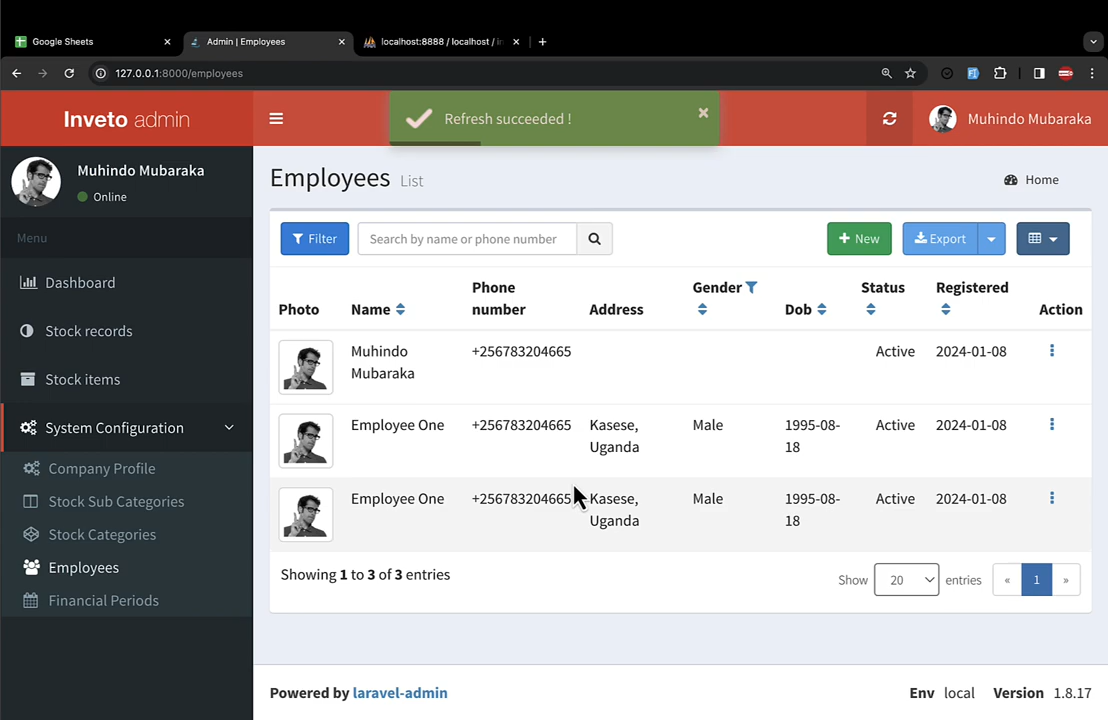 Google Sheets
Admin | Employees
localhost:8888 / localhost / in
127.0.0.1:8000/employees
Inveto admin
Refresh succeeded !
Muhindo Mubaraka
Muhindo Mubaraka
Online
Menu
Dashboard
Stock records
Stock items
System Configuration
Company Profile
Stock Sub Categories
Stock Categories
Employees
Financial Periods
Employees List
Home
Filter
Search by name or phone number
New
Export
Photo Name Phone number Address Gender Dob Status Registered Action
Muhindo Mubaraka +256783204665 Active 2024-01-08
Employee One +256783204665 Kasese, Uganda Male 1995-08-18 Active 2024-01-08
Employee One +256783204665 Kasese, Uganda Male 1995-08-18 Active 2024-01-08
Showing 1 to 3 of 3 entries
Show 20 entries « 1 »
Powered by laravel-admin
Env local Version 1.8.17